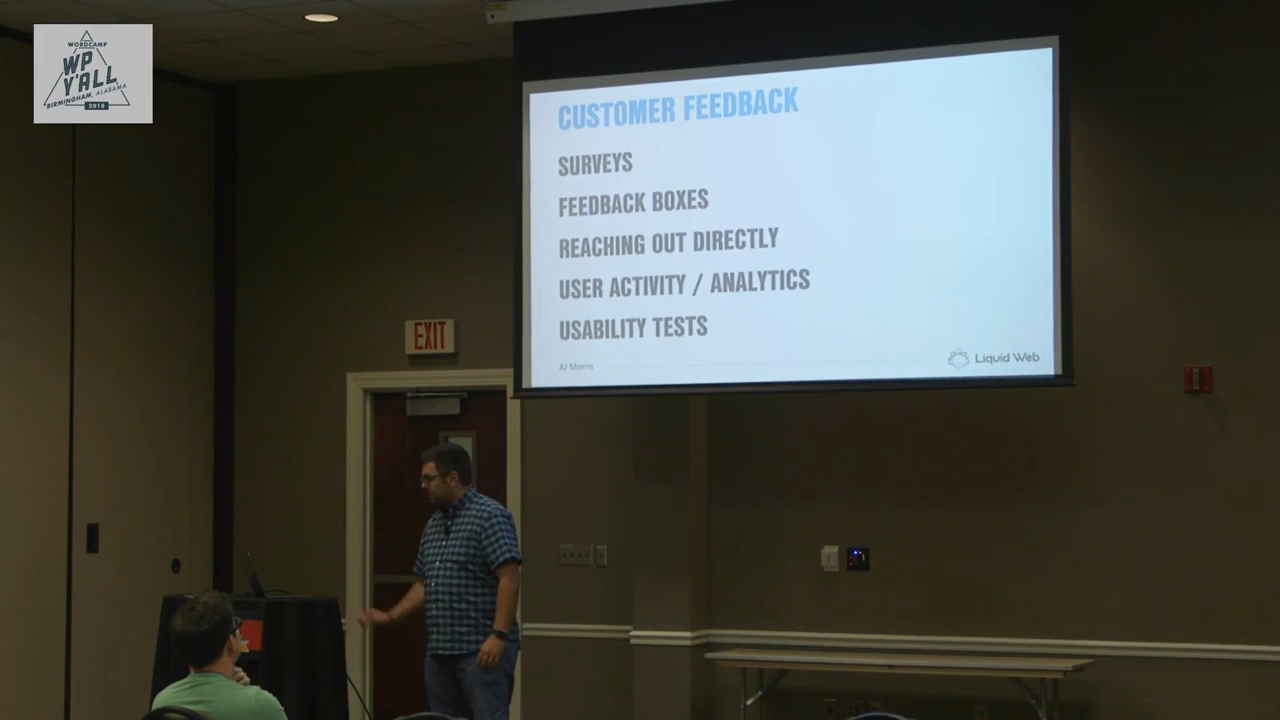 WORDCAMP
WP
Y'ALL
BIRMINGHAM, ALABAMA
2018
CUSTOMER FEEDBACK
SURVEYS
FEEDBACK BOXES
REACHING OUT DIRECTLY
USER ACTIVITY / ANALYTICS
USABILITY TESTS
AJ Morris
Liquid Web
EXIT